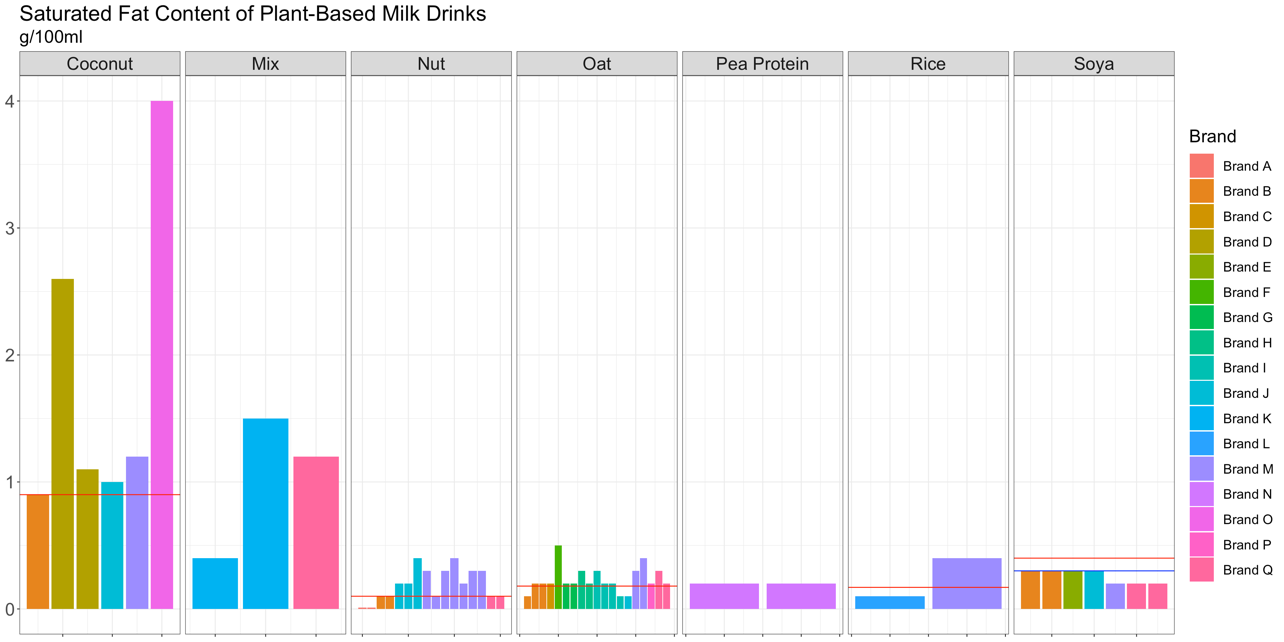 Saturated Fat Content of Plant-Based Milk Drinks
g/100ml
Coconut Mix Nut Oat Pea Protein Rice Soya
4
3
2
1
0
Brand
Brand A
Brand B
Brand C
Brand D
Brand E
Brand F
Brand G
Brand H
Brand I
Brand J
Brand K
Brand L
Brand M
Brand N
Brand O
Brand P
Brand Q